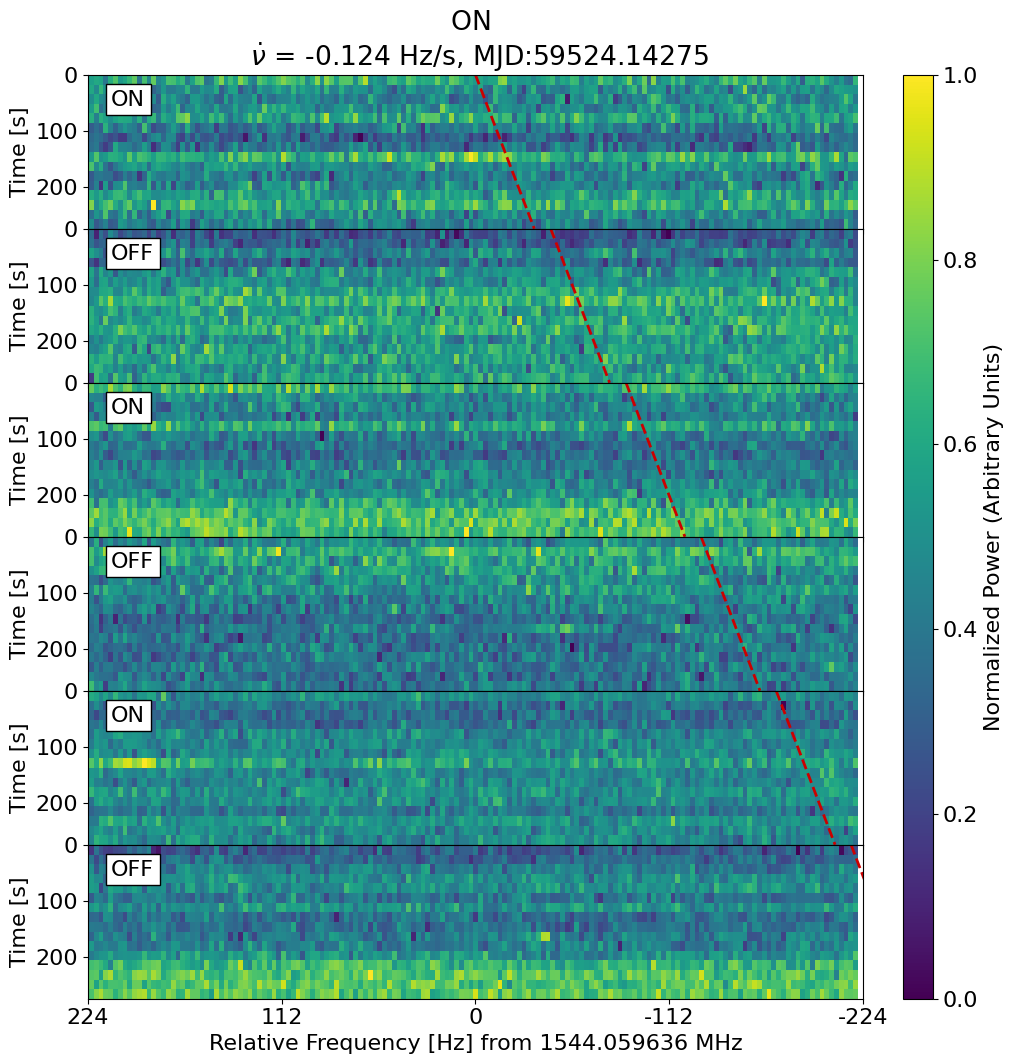 ON
ν̇ = -0.124 Hz/s, MJD:59524.14275
0
ON
100
200
Time [s]
0
OFF
100
200
Time [s]
0
ON
100
200
Time [s]
0
OFF
100
200
Time [s]
0
ON
100
200
Time [s]
0
OFF
100
200
Time [s]
224 112 0 -112 -224
Relative Frequency [Hz] from 1544.059636 MHz
1.0
0.8
0.6
0.4
0.2
0.0
Normalized Power (Arbitrary Units)